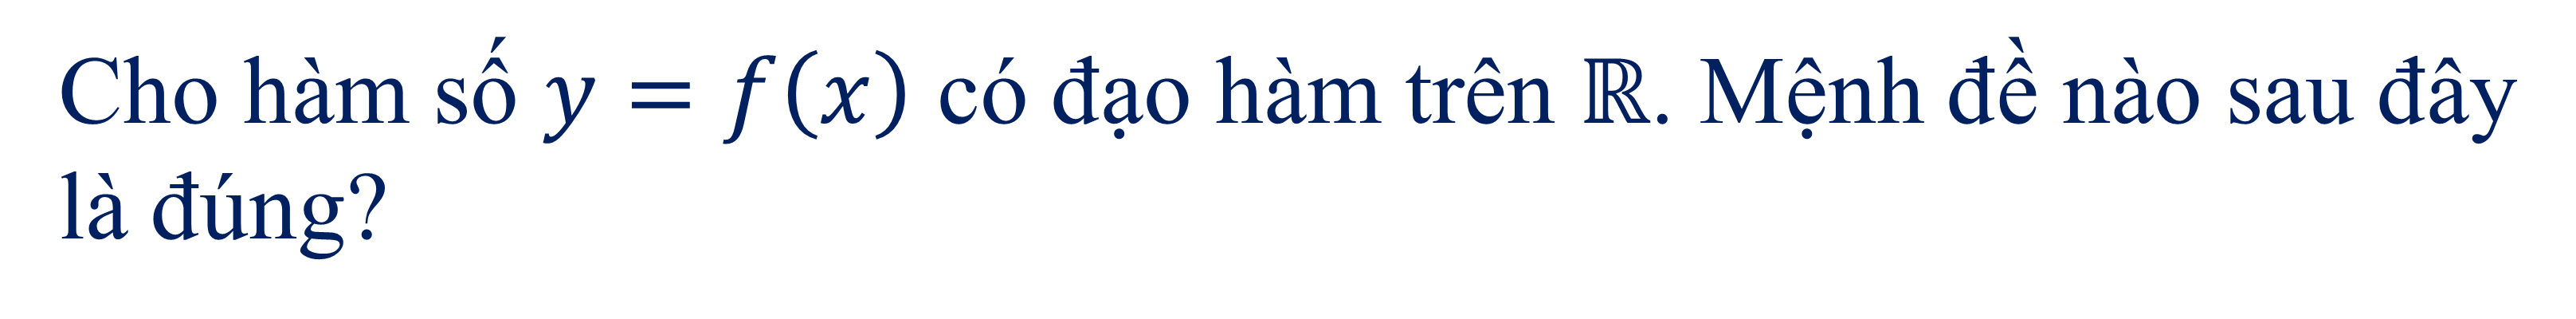 Cho hàm số y = f(x) có đạo hàm trên ℝ. Mệnh đề nào sau đây
là đúng?